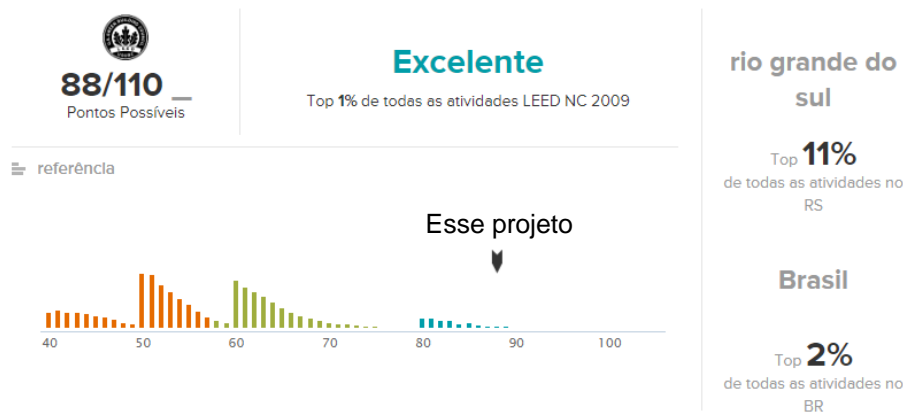 88/110 _
Pontos Possíveis
Excelente
Top 1% de todas as atividades LEED NC 2009
referência
Esse projeto
40 50 60 70 80 90 100
rio grande do
sul
Top 11%
de todas as atividades no
RS
Brasil
Top 2%
de todas as atividades no
BR